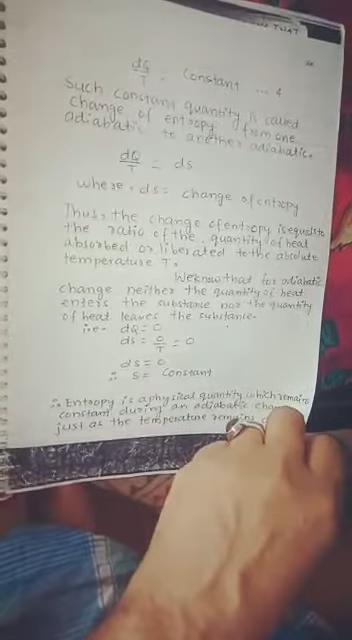 THAT
dQ/T = Constant ... 4
Such constant quantity is called
change of entropy from one
adiabatic to another adiabatic.
dQ/T = ds
where, ds = change of entropy
Thus, the change of entropy is equals to
the ratio of the quantity of heat
absorbed or liberated to the absolute
temperature T.
We know that for adiabatic
change neither the quantity of heat
enters the substance nor the quantity
of heat leaves the substance.
i.e. dQ = 0
ds = 0/T = 0
ds = 0
∴ S = Constant
∴ Entropy is a physical quantity which remains
constant during an adiabatic
just as the temperature remains